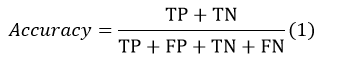 Accuracy = TP + TN / TP + FP + TN + FN (1)